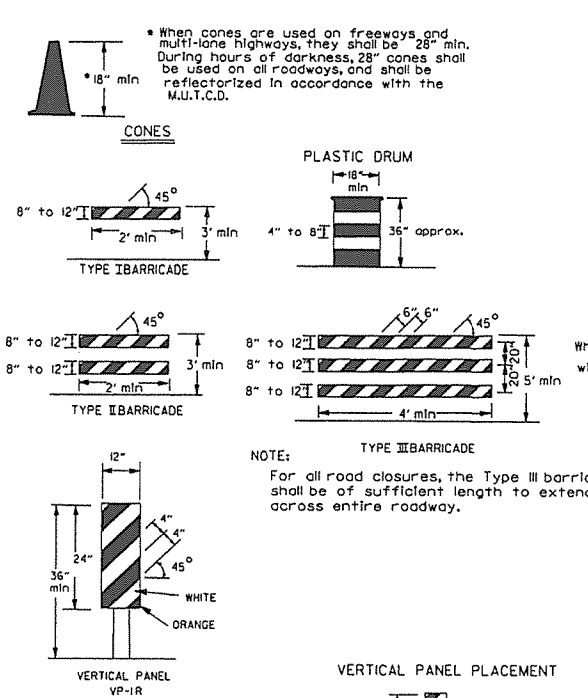 * When cones are used on freeways and
multi-lane highways, they shall be 28" min.
During hours of darkness, 28" cones shall
be used on all roadways, and shall be
reflectorized in accordance with the
M.U.T.C.D.
* 18" min
CONES
PLASTIC DRUM
18"
min
4" to 8"
36" approx.
45°
8" to 12"
2' min
3' min
TYPE I BARRICADE
45°
8" to 12"
8" to 12"
2' min
3' min
TYPE II BARRICADE
6" 6"
45°
8" to 12"
8" to 12"
8" to 12"
20"
20"
5' min
4' min
TYPE III BARRICADE
Wh
wi
NOTE:
For all road closures, the Type III barric
shall be of sufficient length to extend
across entire roadway.
12"
4"
4"
45°
24"
36"
min
WHITE
ORANGE
VERTICAL PANEL
VP-1R
VERTICAL PANEL PLACEMENT